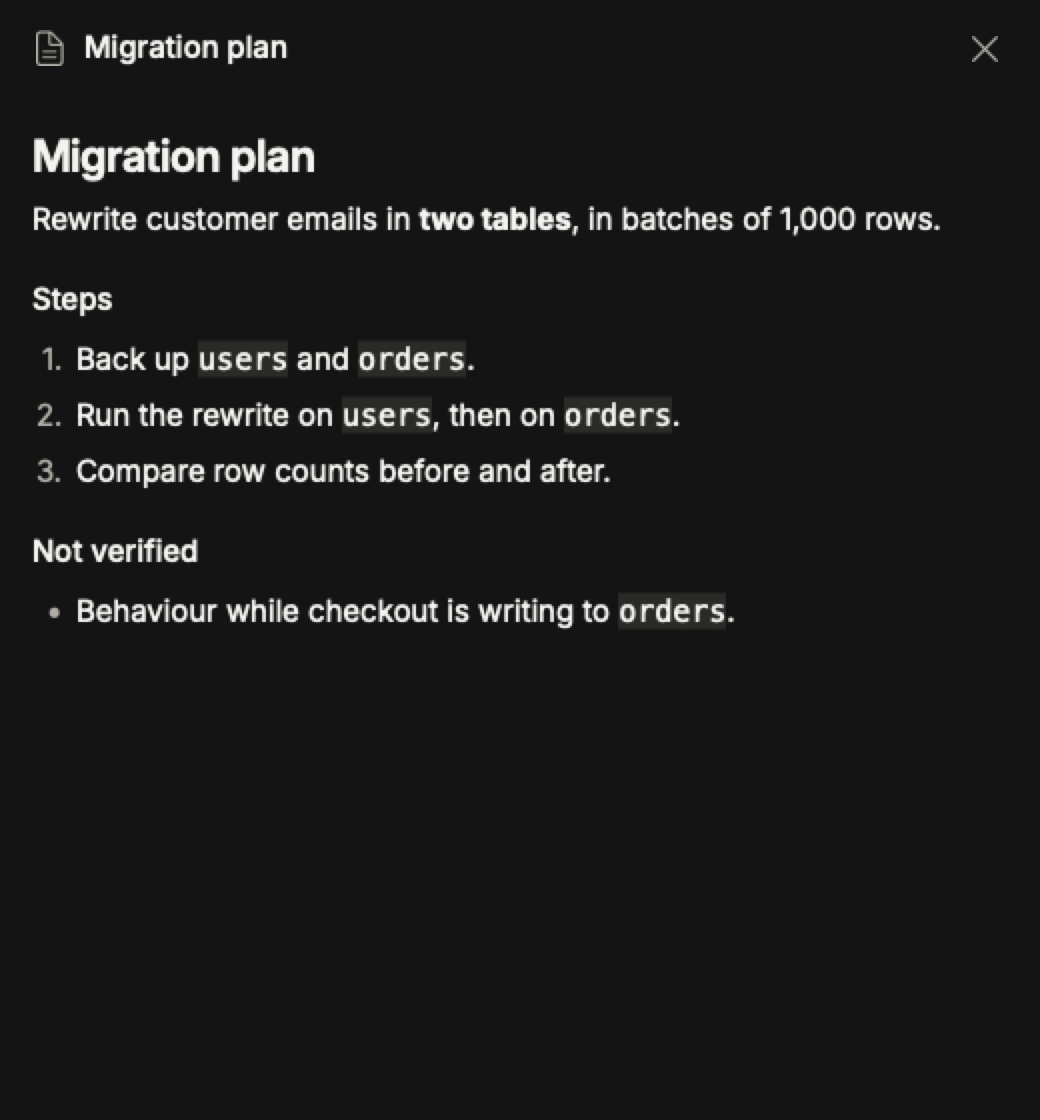 Migration plan
Migration plan
Rewrite customer emails in two tables, in batches of 1,000 rows.
Steps
1. Back up users and orders.
2. Run the rewrite on users, then on orders.
3. Compare row counts before and after.
Not verified
• Behaviour while checkout is writing to orders.